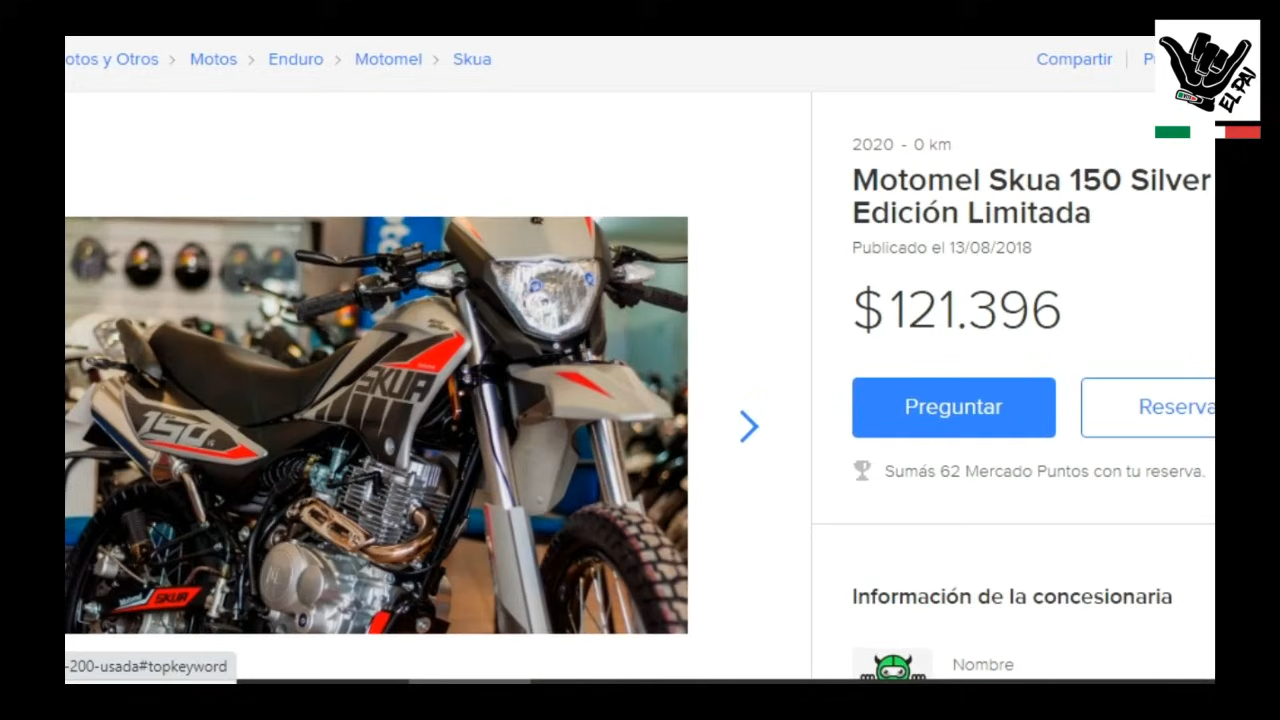 otos y Otros > Motos > Enduro > Motomel > Skua
Compartir
EL PAI
2020 - 0 km
Motomel Skua 150 Silver
Edición Limitada
Publicado el 13/08/2018
$121.396
Preguntar
Reserva
Sumás 62 Mercado Puntos con tu reserva.
SKUA
150
SKUA
Información de la concesionaria
Nombre
-200-usada#topkeyword